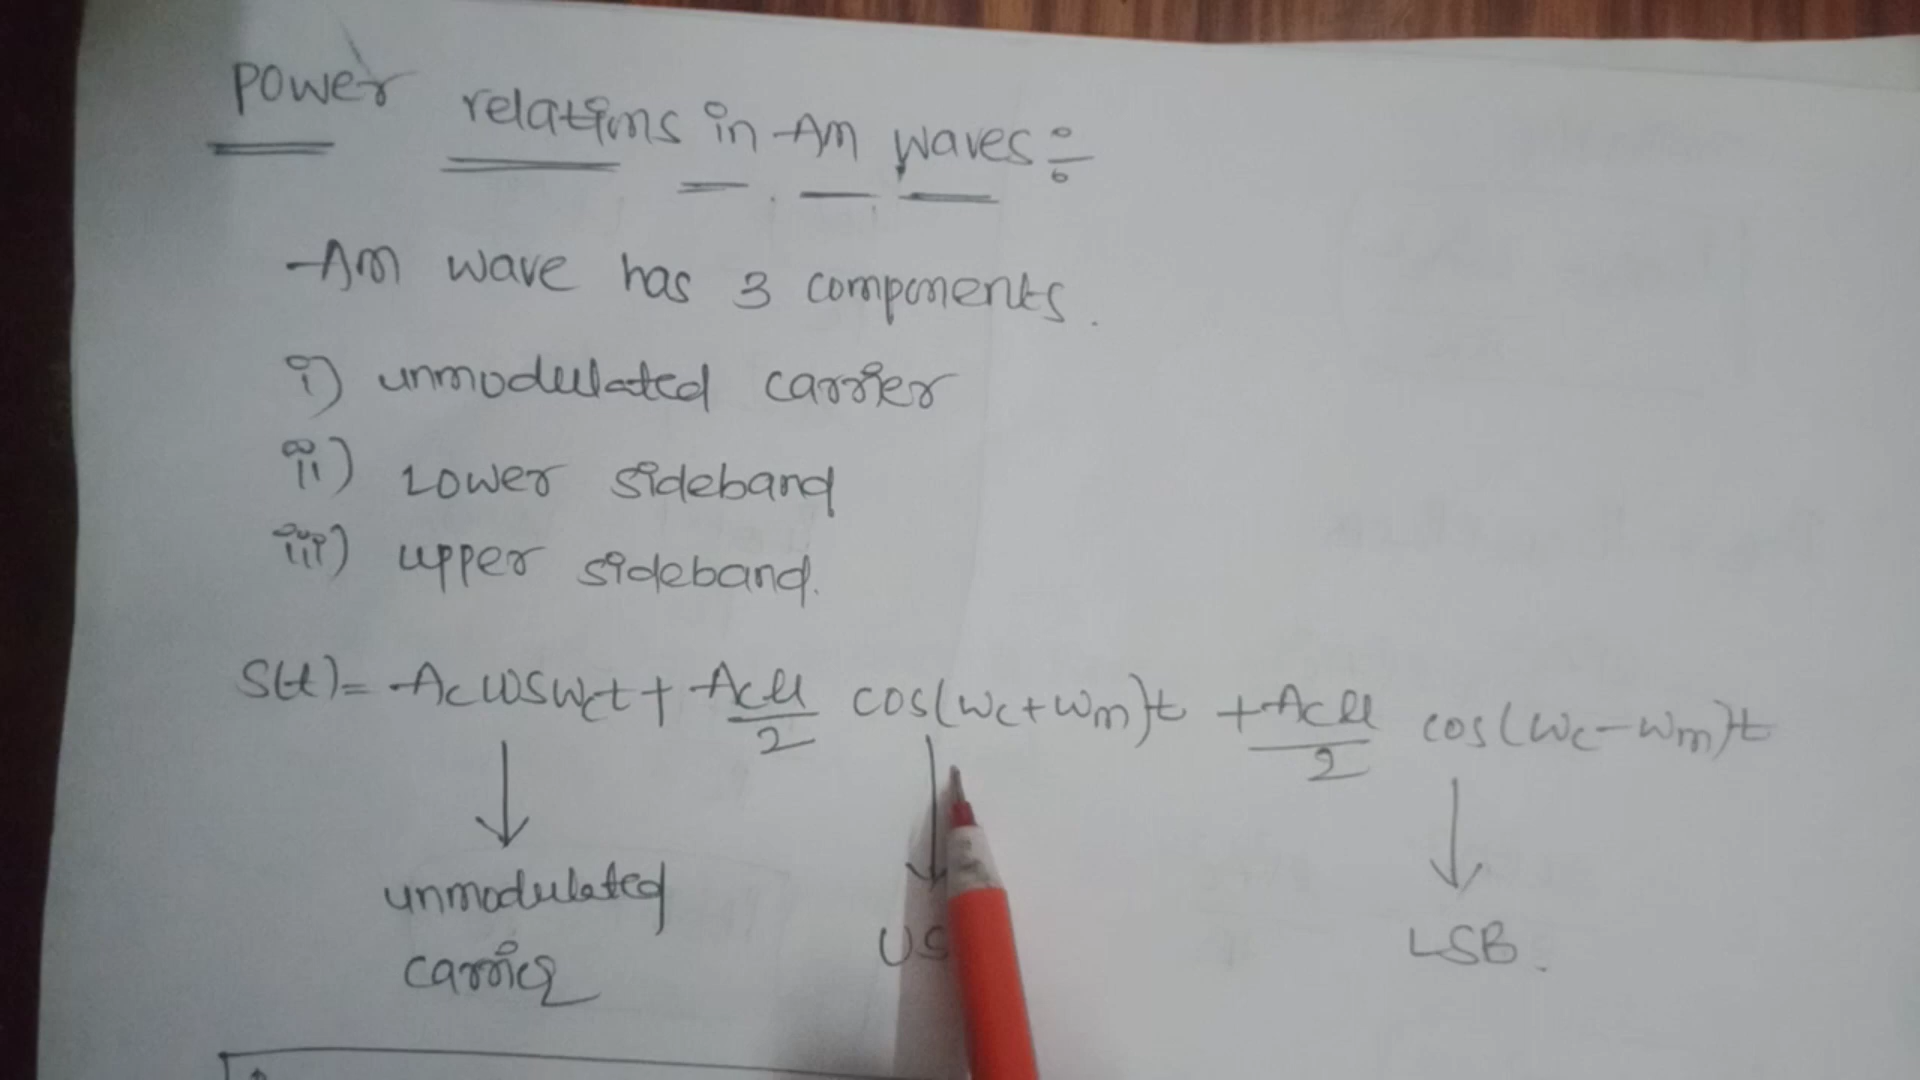 Power relations in Am waves:
Am wave has 3 components.
i) unmodulated carrier
ii) Lower sideband
iii) upper sideband.
S(t) = Ac cos wct + Acμ/2 cos(wc+wm)t + Acμ/2 cos(wc-wm)t
unmodulated carrier
US
LSB.